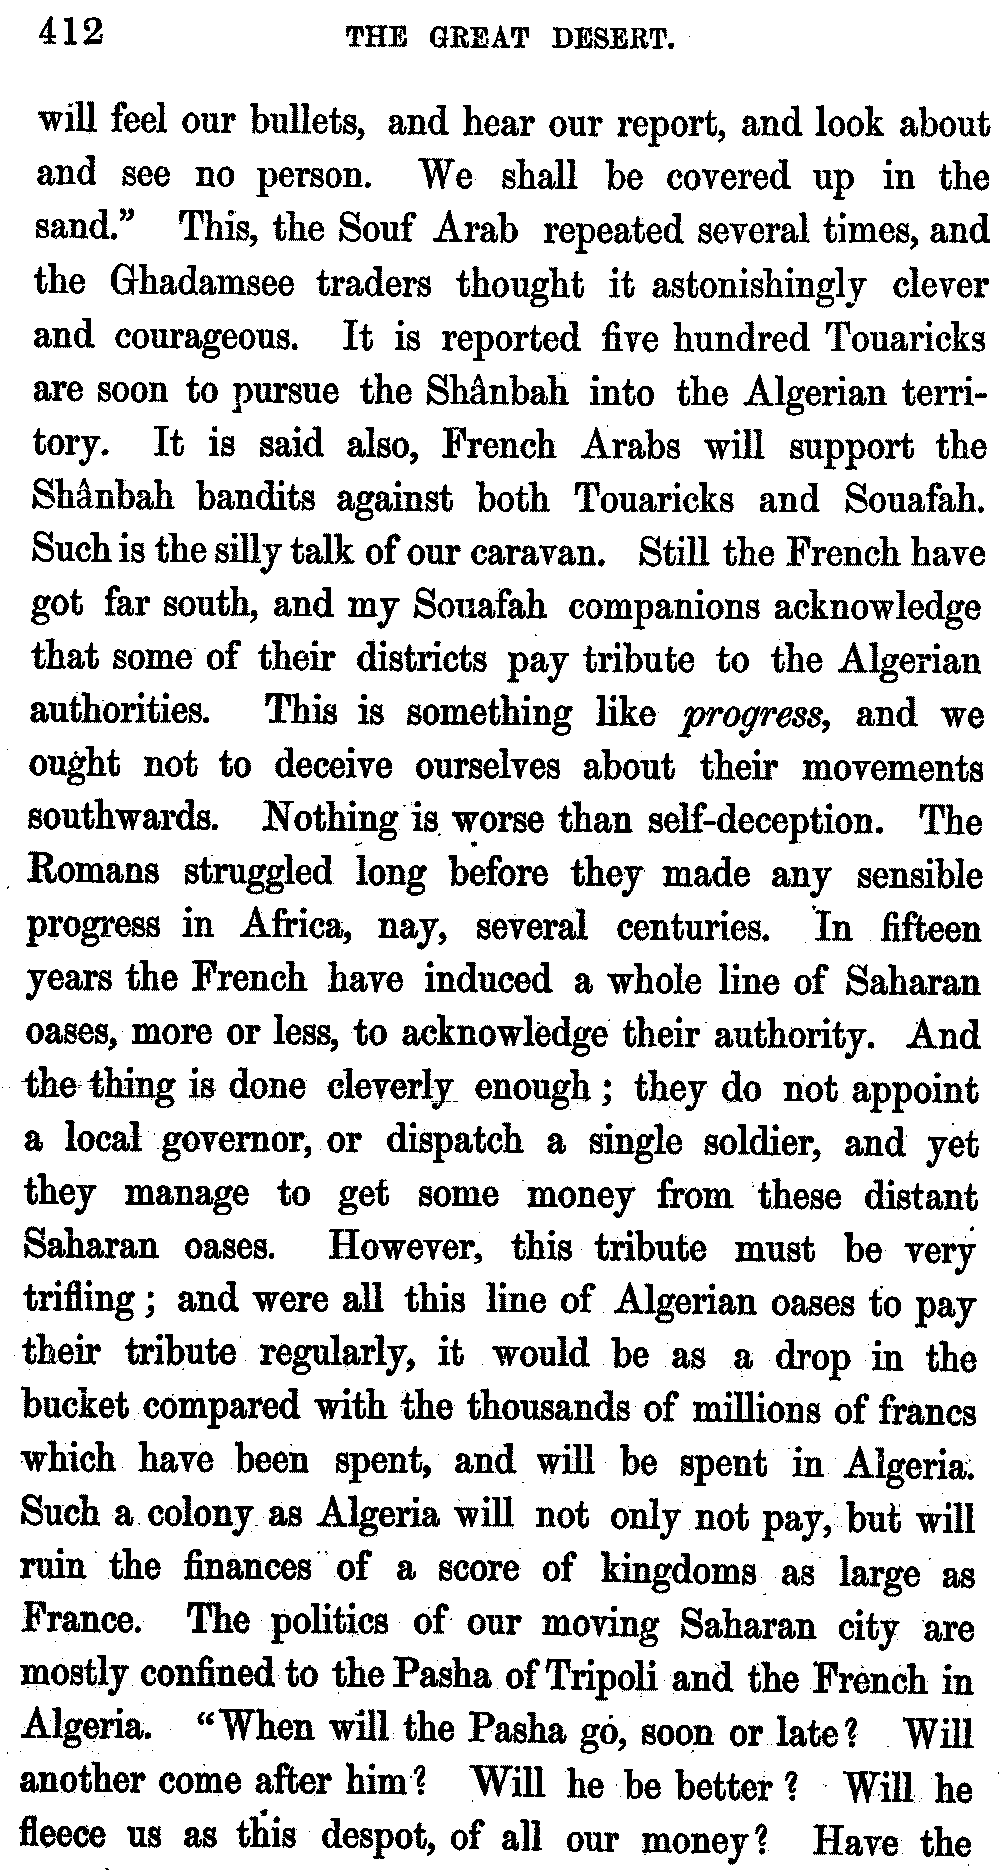 412 THE GREAT DESERT.
will feel our bullets, and hear our report, and look about
and see no person. We shall be covered up in the
sand.” This, the Souf Arab repeated several times, and
the Ghadamsee traders thought it astonishingly clever
and courageous. It is reported five hundred Touaricks
are soon to pursue the Shânbah into the Algerian terri-
tory. It is said also, French Arabs will support the
Shânbah bandits against both Touaricks and Souafah.
Such is the silly talk of our caravan. Still the French have
got far south, and my Souafah companions acknowledge
that some of their districts pay tribute to the Algerian
authorities. This is something like progress, and we
ought not to deceive ourselves about their movements
southwards. Nothing is worse than self-deception. The
Romans struggled long before they made any sensible
progress in Africa, nay, several centuries. In fifteen
years the French have induced a whole line of Saharan
oases, more or less, to acknowledge their authority. And
the thing is done cleverly enough; they do not appoint
a local governor, or dispatch a single soldier, and yet
they manage to get some money from these distant
Saharan oases. However, this tribute must be very
trifling; and were all this line of Algerian oases to pay
their tribute regularly, it would be as a drop in the
bucket compared with the thousands of millions of francs
which have been spent, and will be spent in Algeria.
Such a colony as Algeria will not only not pay, but will
ruin the finances of a score of kingdoms as large as
France. The politics of our moving Saharan city are
mostly confined to the Pasha of Tripoli and the French in
Algeria. “When will the Pasha go, soon or late? Will
another come after him? Will he be better? Will he
fleece us as this despot, of all our money? Have the